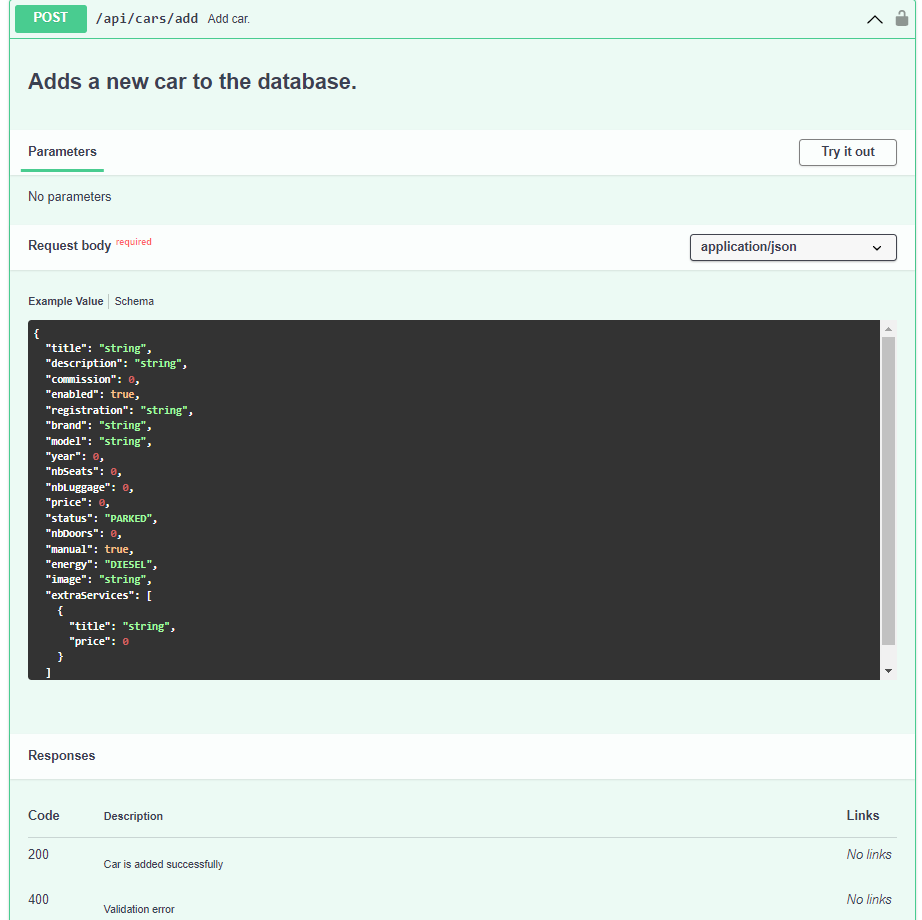 POST /api/cars/add Add car.
Adds a new car to the database.
Parameters
Try it out
No parameters
Request body required
application/json
Example Value Schema
{
  "title": "string",
  "description": "string",
  "commission": 0,
  "enabled": true,
  "registration": "string",
  "brand": "string",
  "model": "string",
  "year": 0,
  "nbSeats": 0,
  "nbLuggage": 0,
  "price": 0,
  "status": "PARKED",
  "nbDoors": 0,
  "manual": true,
  "energy": "DIESEL",
  "image": "string",
  "extraServices": [
    {
      "title": "string",
      "price": 0
    }
  ]
Responses
Code Description Links
200 Car is added successfully No links
400 Validation error No links